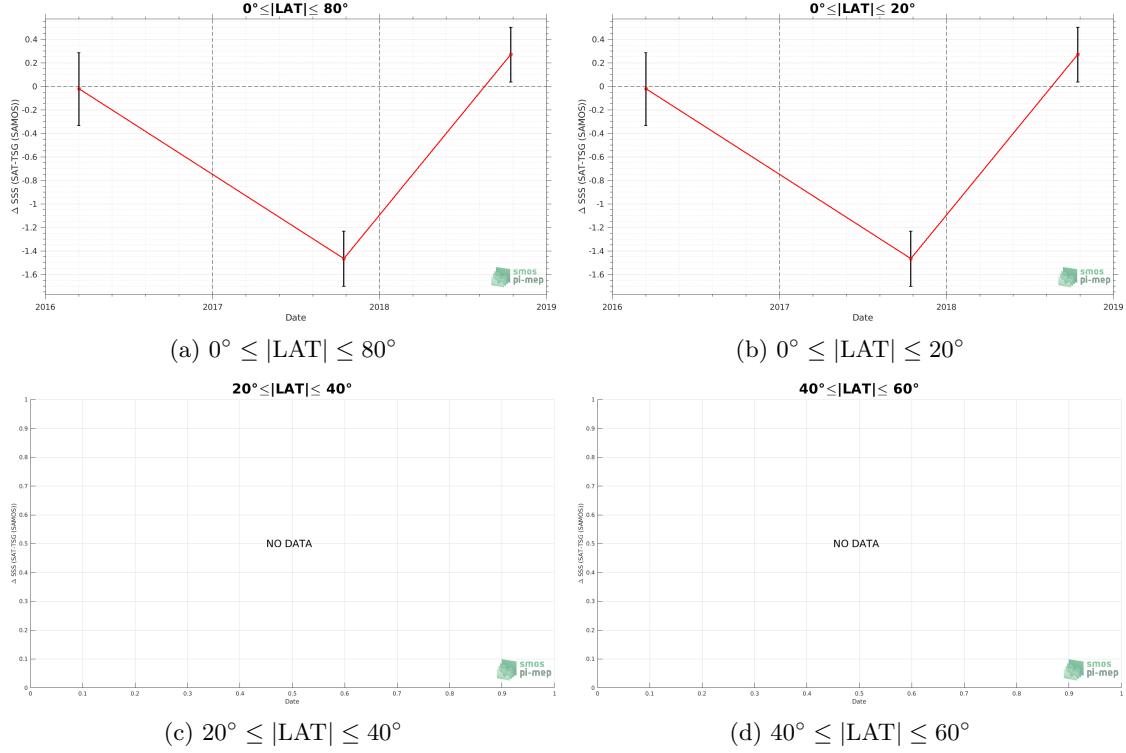 0°≤|LAT|≤ 80°
Δ SSS (SAT-TSG (SAMOS))
0.4
0.2
0
-0.2
-0.4
-0.6
-0.8
-1
-1.2
-1.4
-1.6
smos
pi-mep
2016 2017 2018 2019
Date
(a) 0° ≤ |LAT| ≤ 80°
0°≤|LAT|≤ 20°
Δ SSS (SAT-TSG (SAMOS))
0.4
0.2
0
-0.2
-0.4
-0.6
-0.8
-1
-1.2
-1.4
-1.6
smos
pi-mep
2016 2017 2018 2019
Date
(b) 0° ≤ |LAT| ≤ 20°
20°≤|LAT|≤ 40°
Δ SSS (SAT-TSG (SAMOS))
1
0.9
0.8
0.7
0.6
0.5
0.4
0.3
0.2
0.1
0
NO DATA
smos
pi-mep
0 0.1 0.2 0.3 0.4 0.5 0.6 0.7 0.8 0.9 1
Date
(c) 20° ≤ |LAT| ≤ 40°
40°≤|LAT|≤ 60°
Δ SSS (SAT-TSG (SAMOS))
1
0.9
0.8
0.7
0.6
0.5
0.4
0.3
0.2
0.1
0
NO DATA
smos
pi-mep
0 0.1 0.2 0.3 0.4 0.5 0.6 0.7 0.8 0.9 1
Date
(d) 40° ≤ |LAT| ≤ 60°